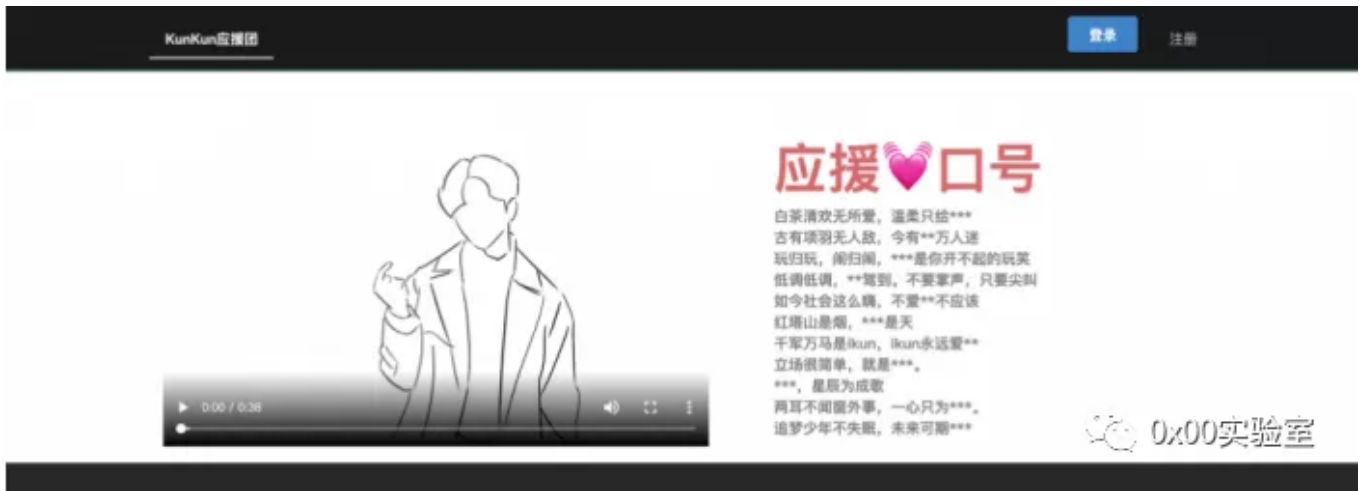 KunKun应援团
登录
注册
应援💓口号
白茶清欢无所爱，温柔只给***
古有项羽无人敌，今有**万人迷
玩归玩，闹归闹，***是你开不起的玩笑
低调低调，**驾到。不要掌声，只要尖叫
如今社会这么嗨，不爱**不应该
红塔山是烟，***是天
千军万马是ikun，ikun永远爱**
立场很简单，就是***。
***，星辰为成歌
两耳不闻窗外事，一心只为***。
追梦少年不失眠，未来可期***
0:00 / 0:38
0x00实验室